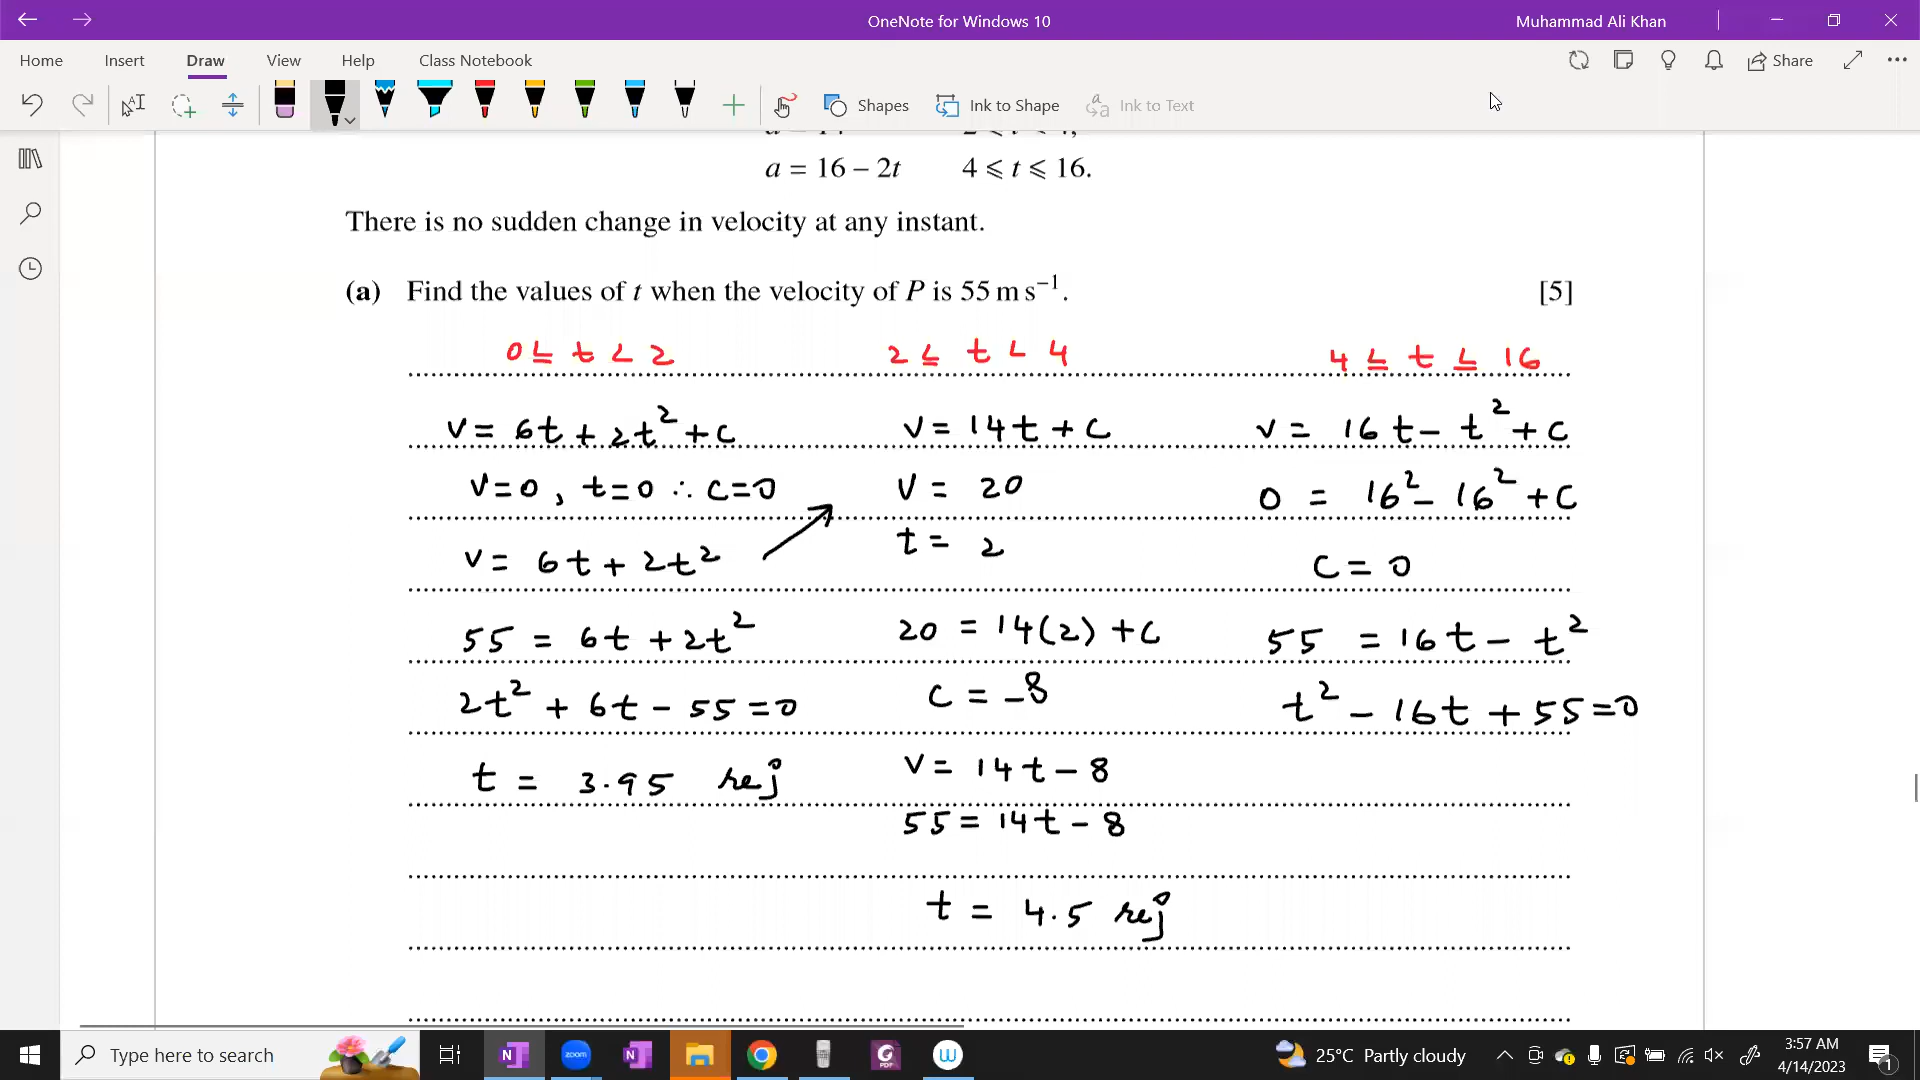 OneNote for Windows 10
Muhammad Ali Khan
Home Insert Draw View Help Class Notebook
Share
Shapes Ink to Shape Ink to Text
a = 16 – 2t 4 ⩽ t ⩽ 16.
There is no sudden change in velocity at any instant.
(a) Find the values of t when the velocity of P is 55 m s⁻¹. [5]
0 ≤ t < 2
v = 6t + 2t² + c
v=0, t=0 ∴ c=0
v = 6t + 2t²
55 = 6t + 2t²
2t² + 6t – 55 = 0
t = 3.95 rej
2 ≤ t < 4
v = 14t + c
v = 20
t = 2
20 = 14(2) + c
c = –8
v = 14t – 8
55 = 14t – 8
t = 4.5 rej
4 ≤ t ≤ 16
v = 16t – t² + c
0 = 16² – 16² + c
c = 0
55 = 16t – t²
t² – 16t + 55 = 0
Type here to search
zoom
25°C Partly cloudy
3:57 AM
4/14/2023
1